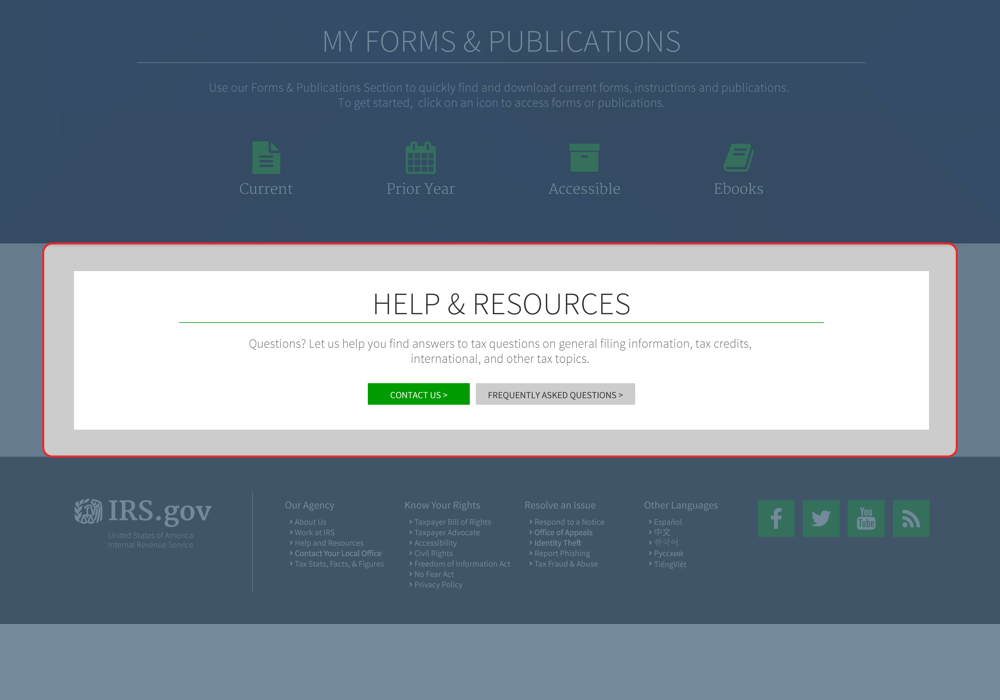 MY FORMS & PUBLICATIONS
Use our Forms & Publications Section to quickly find and download current forms, instructions and publications.
To get started, click on an icon to access forms or publications.
Current
Prior Year
Accessible
Ebooks
HELP & RESOURCES
Questions? Let us help you find answers to tax questions on general filing information, tax credits,
international, and other tax topics.
CONTACT US >
FREQUENTLY ASKED QUESTIONS >
IRS.gov
United States of America
Internal Revenue Service
Our Agency
About Us
Work at IRS
Help and Resources
Contact Your Local Office
Tax Stats, Facts, & Figures
Know Your Rights
Taxpayer Bill of Rights
Taxpayer Advocate
Accessibility
Civil Rights
Freedom of Information Act
No Fear Act
Privacy Policy
Resolve an Issue
Respond to a Notice
Office of Appeals
Identity Theft
Report Phishing
Tax Fraud & Abuse
Other Languages
Español
中文
한국어
Русский
TiếngViệt
You
Tube